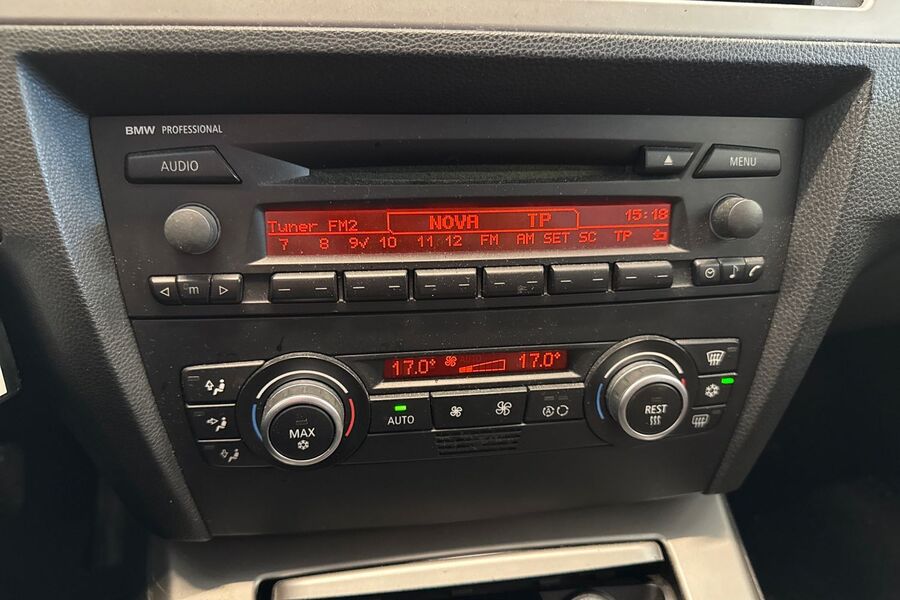 BMW PROFESSIONAL
AUDIO
MENU
Tuner FM2 NOVA TP 15:18
7 8 9✓ 10 11 12 FM AM SET SC TP
m
17.0° AUTO 17.0°
MAX
AUTO
REST